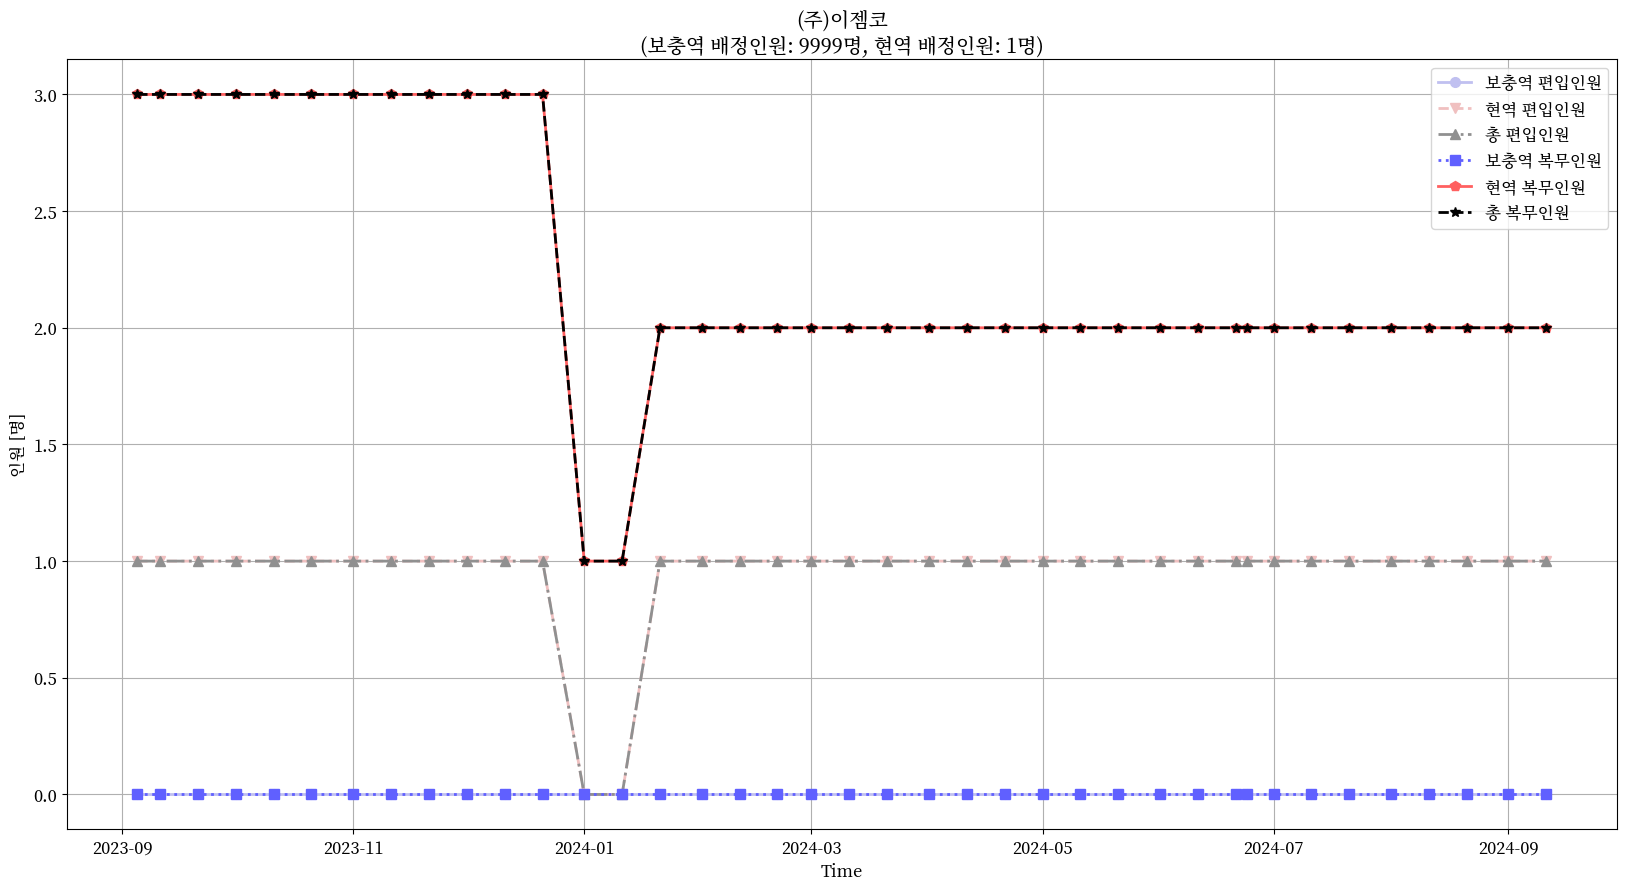 (주)이젬코
(보충역 배정인원: 9999명, 현역 배정인원: 1명)
보충역 편입인원
현역 편입인원
총 편입인원
보충역 복무인원
현역 복무인원
총 복무인원
3.0
2.5
2.0
1.5
1.0
0.5
0.0
인원 [명]
2023-09
2023-11
2024-01
2024-03
2024-05
2024-07
2024-09
Time